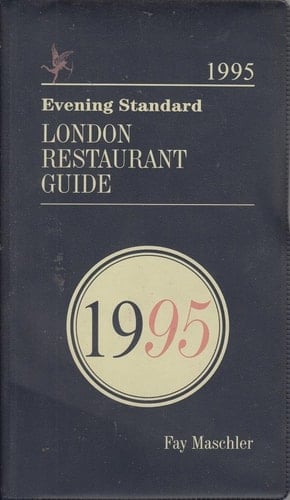 1995
Evening Standard
LONDON
RESTAURANT
GUIDE
1995
Fay Maschler